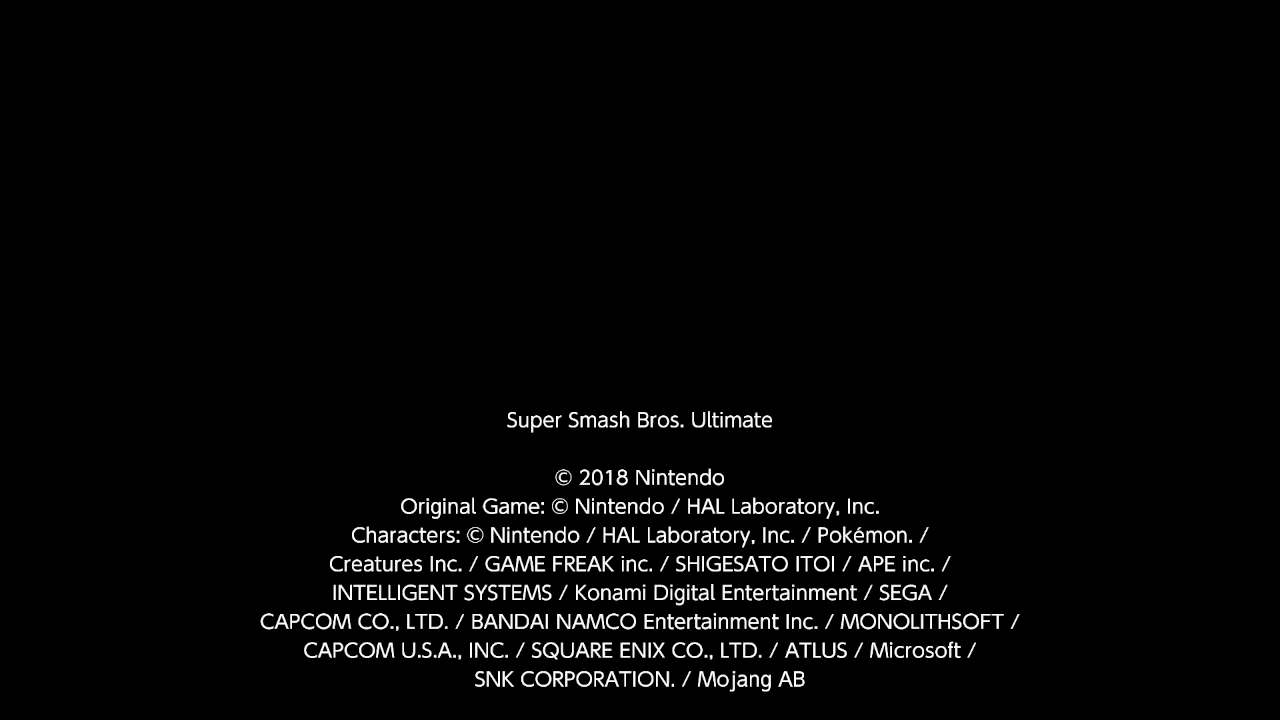 Super Smash Bros. Ultimate
© 2018 Nintendo
Original Game: © Nintendo / HAL Laboratory, Inc.
Characters: © Nintendo / HAL Laboratory, Inc. / Pokémon. /
Creatures Inc. / GAME FREAK inc. / SHIGESATO ITOI / APE inc. /
INTELLIGENT SYSTEMS / Konami Digital Entertainment / SEGA /
CAPCOM CO., LTD. / BANDAI NAMCO Entertainment Inc. / MONOLITHSOFT /
CAPCOM U.S.A., INC. / SQUARE ENIX CO., LTD. / ATLUS / Microsoft /
SNK CORPORATION. / Mojang AB